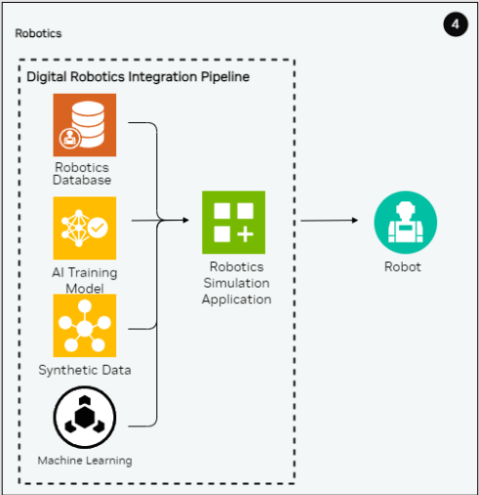 4
Robotics
Digital Robotics Integration Pipeline
Robotics
Database
AI Training
Model
Synthetic Data
Machine Learning
Robotics
Simulation
Application
Robot